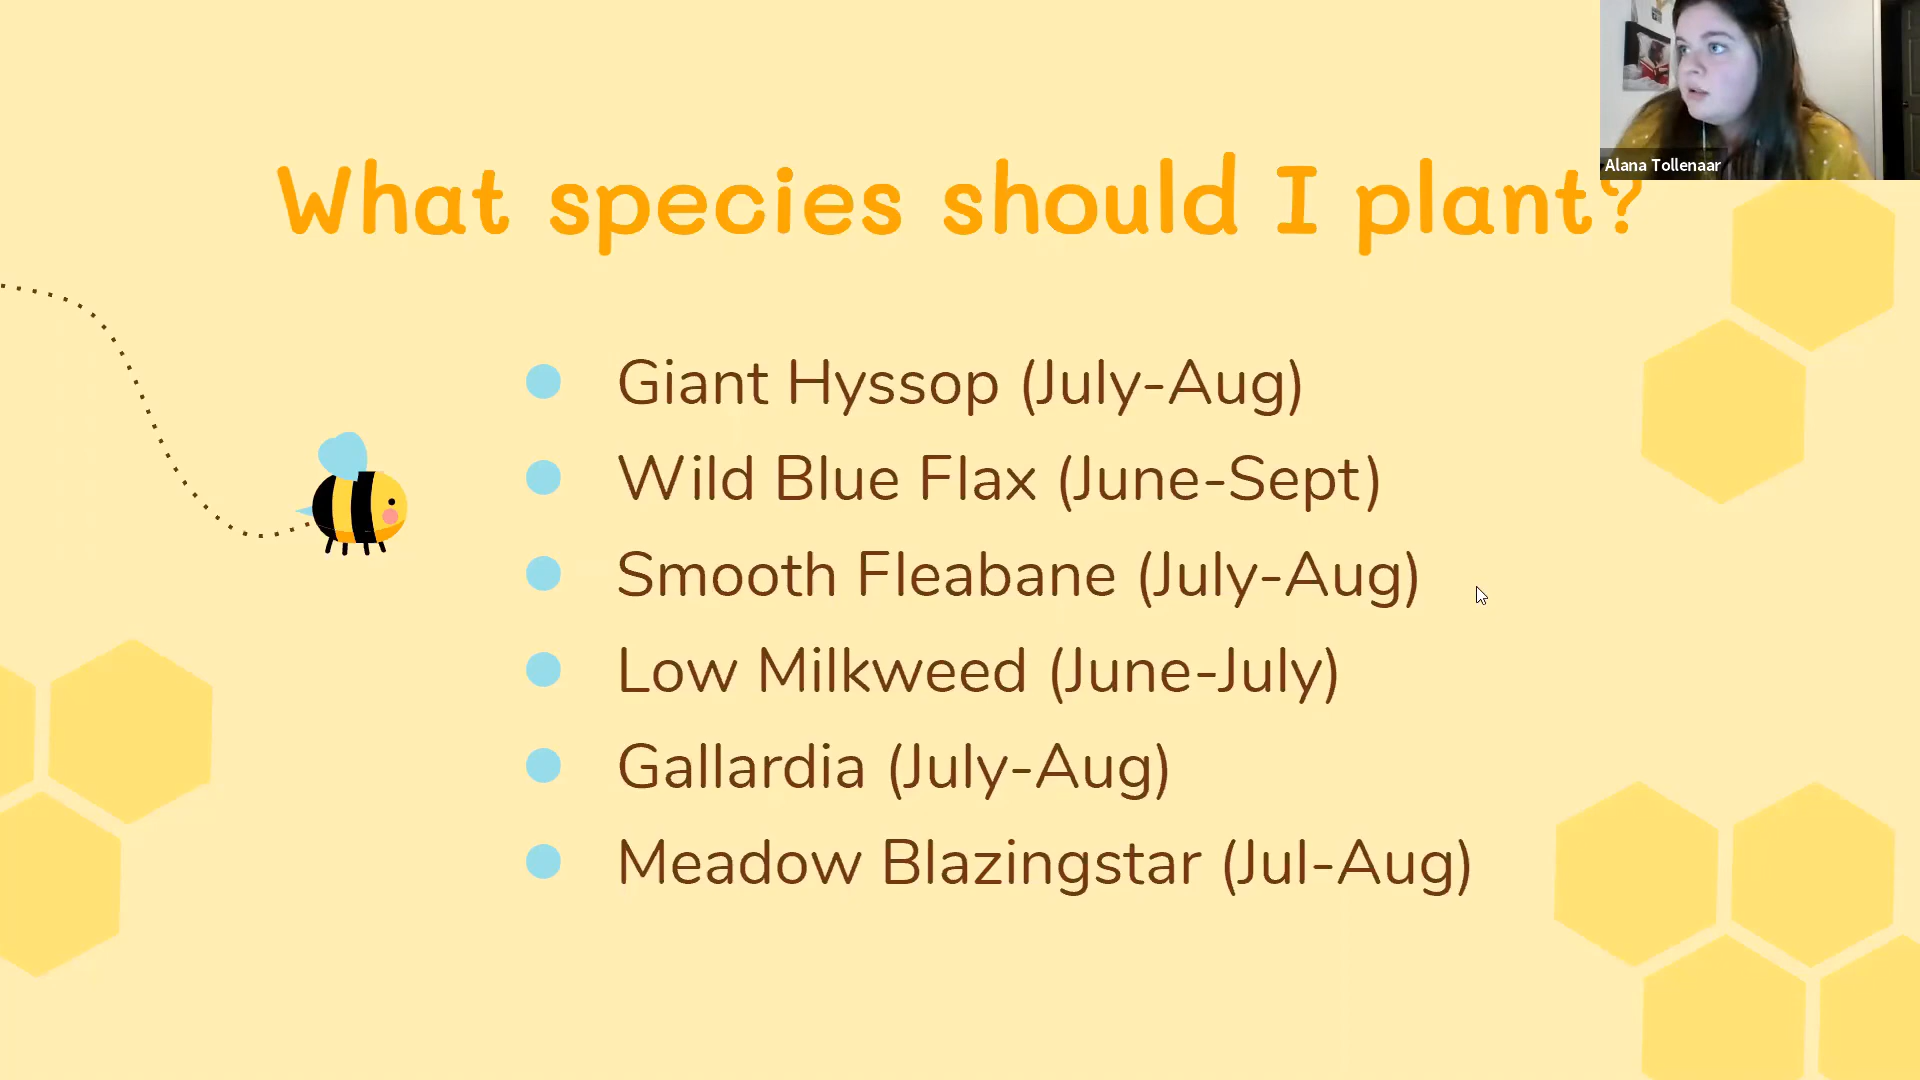 What species should I plant?
Alana Tollenaar
Giant Hyssop (July-Aug)
Wild Blue Flax (June-Sept)
Smooth Fleabane (July-Aug)
Low Milkweed (June-July)
Gallardia (July-Aug)
Meadow Blazingstar (Jul-Aug)